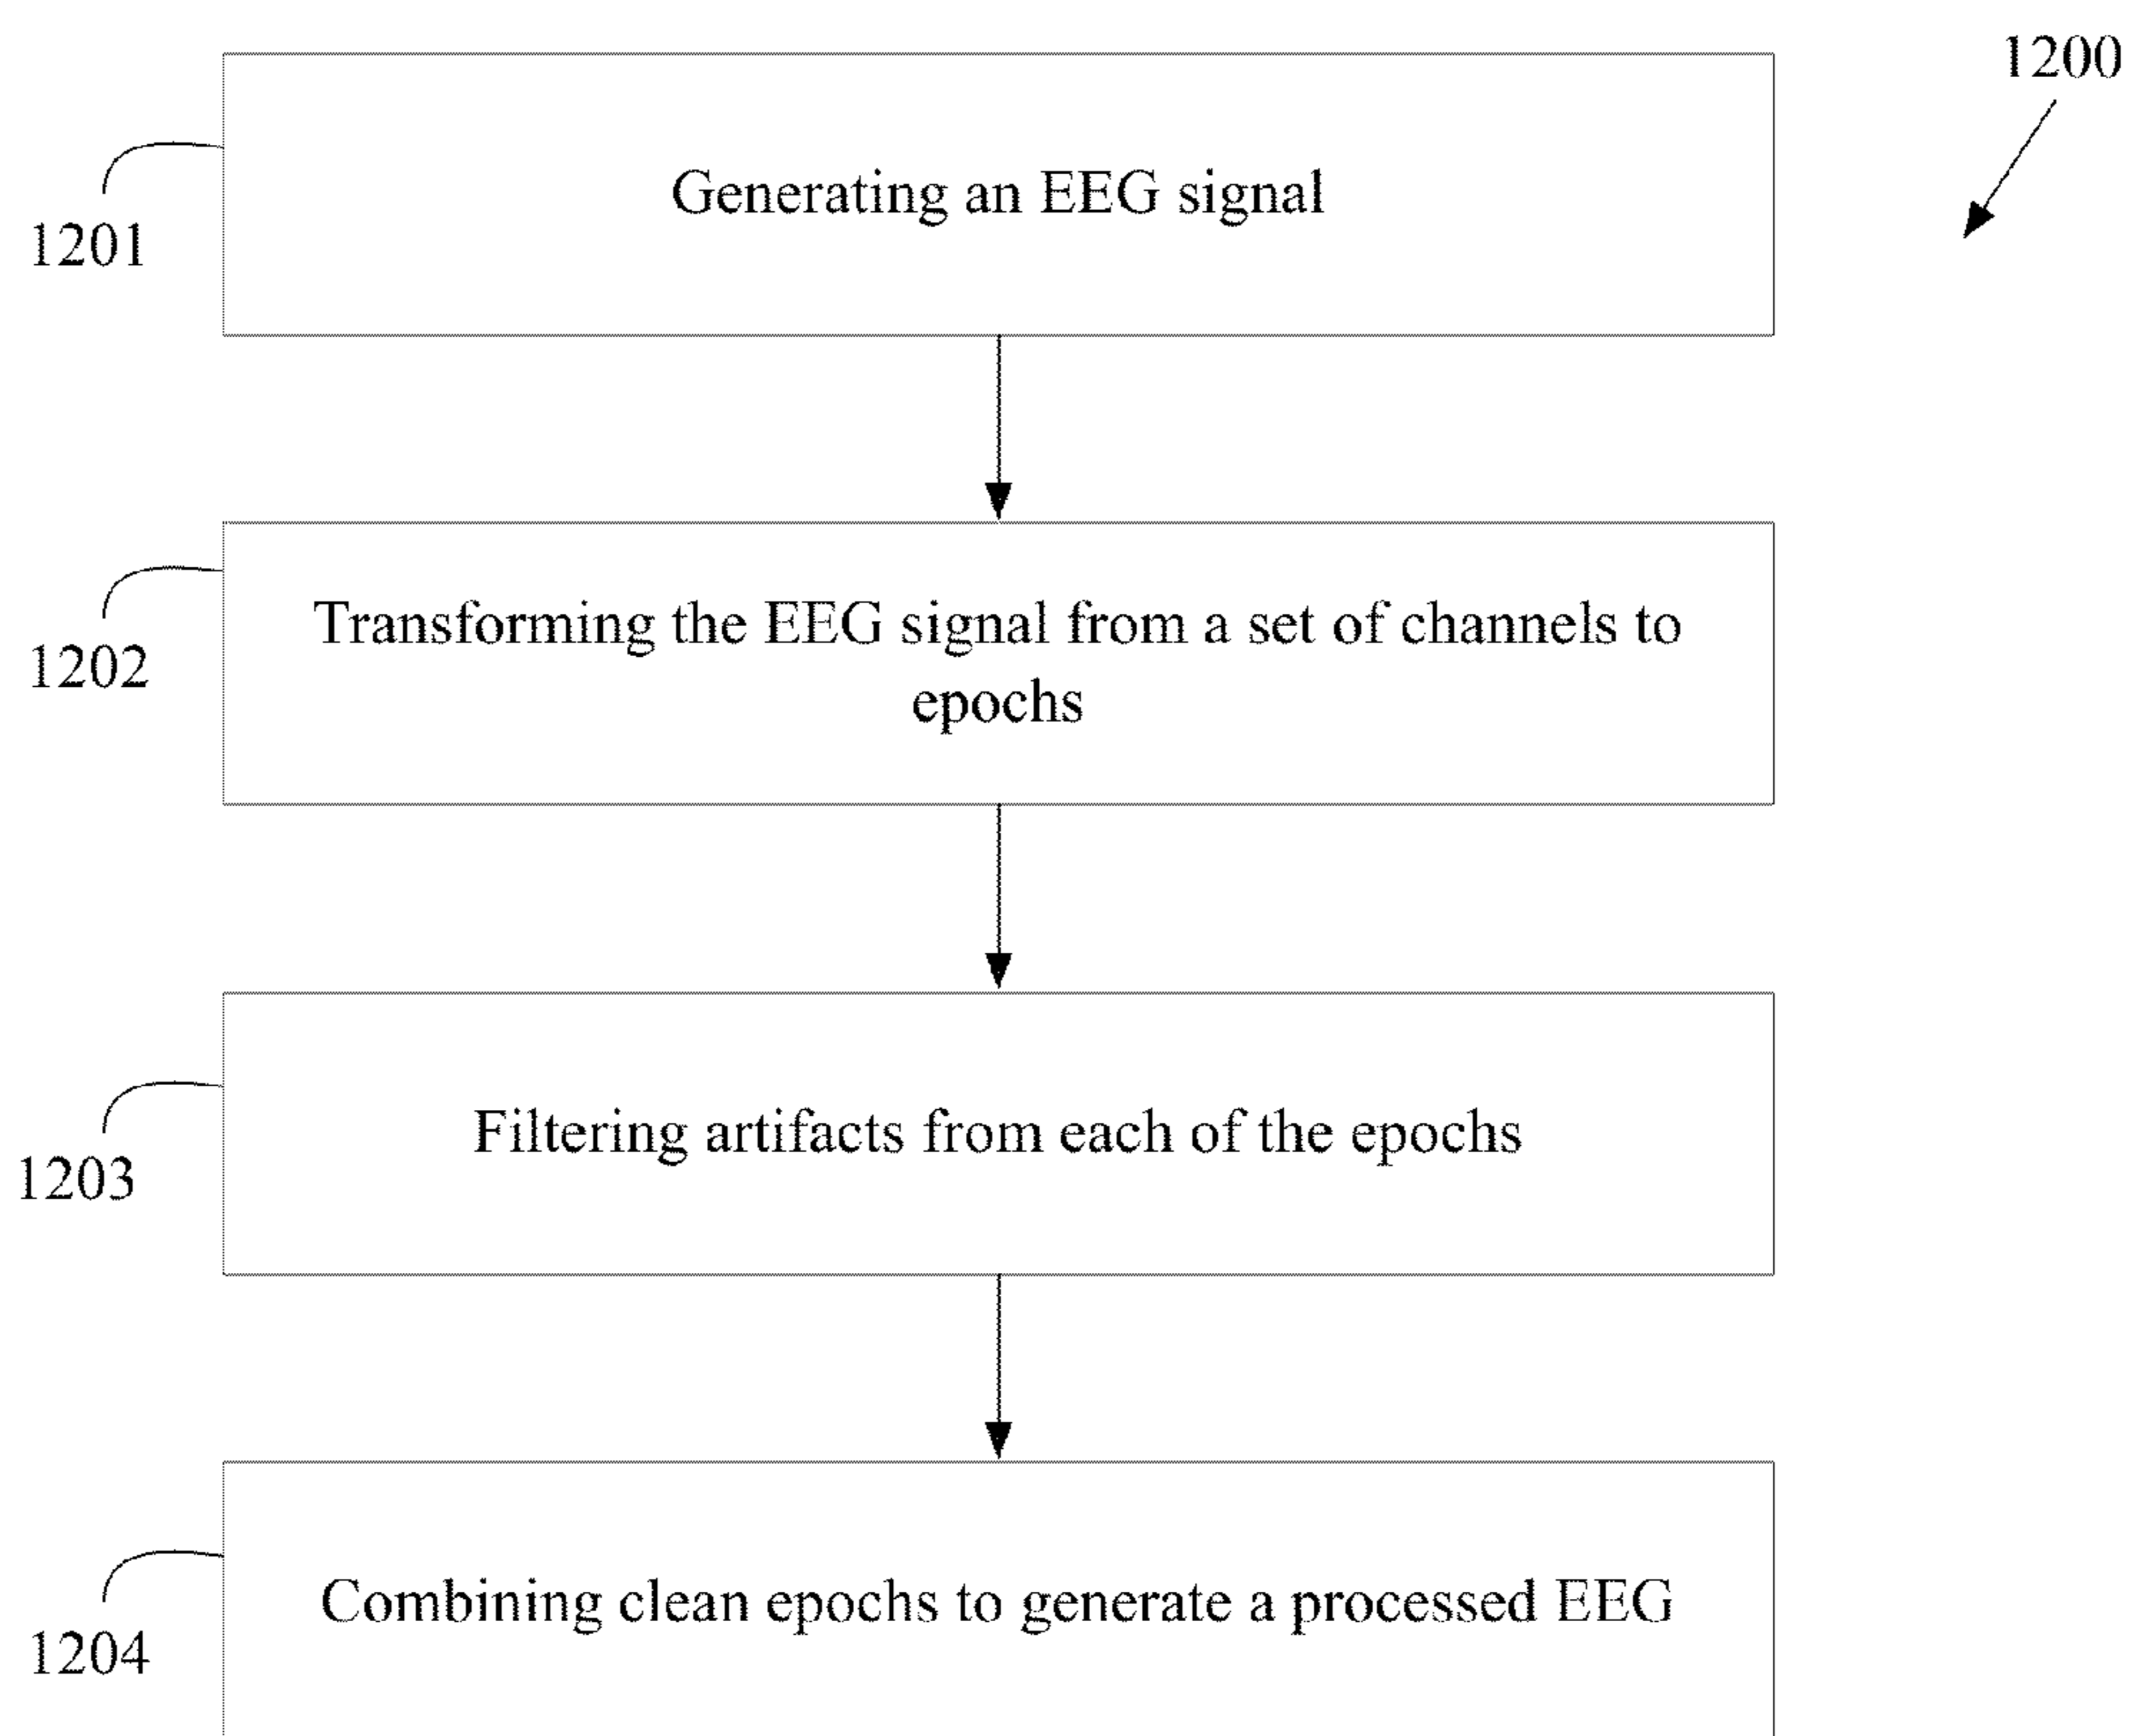 1200
Generating an EEG signal
1201
Transforming the EEG signal from a set of channels to
epochs
1202
Filtering artifacts from each of the epochs
1203
Combining clean epochs to generate a processed EEG
1204